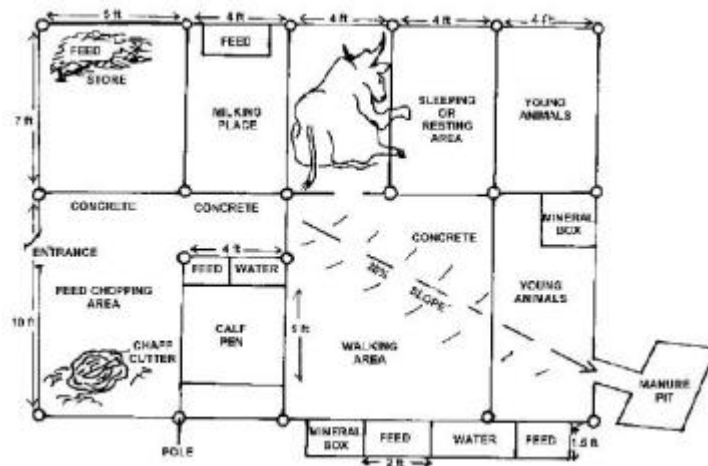 5 ft
4 ft
4 ft
4 ft
4 ft
FEED
STORE
FEED
MILKING
PLACE
SLEEPING
OR
RESTING
AREA
YOUNG
ANIMALS
7 ft
CONCRETE
CONCRETE
CONCRETE
MINERAL
BOX
ENTRANCE
4 ft
FEED
WATER
FEED CHOPPING
AREA
SLOPE
YOUNG
ANIMALS
10 ft
CALF
PEN
5 ft
CHAFF
CUTTER
WALKING
AREA
MANURE
PIT
POLE
MINERAL
BOX
FEED
WATER
FEED
1.5 ft
2 ft